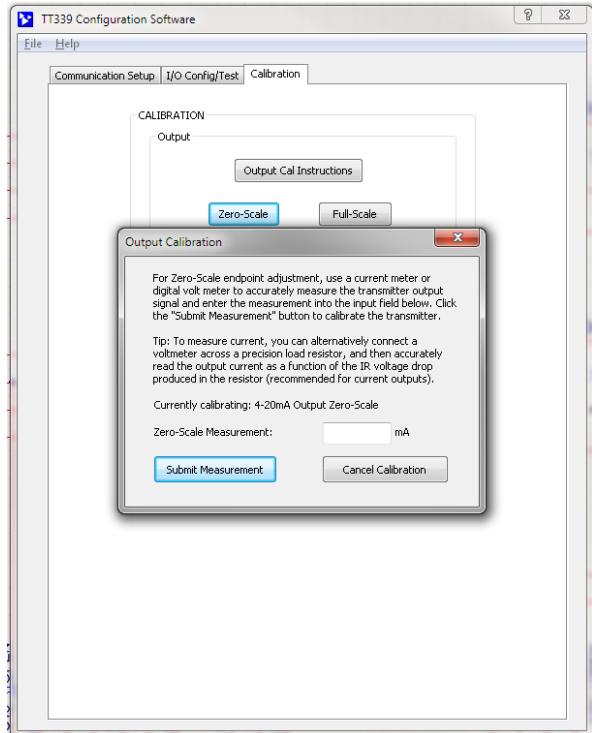 TT339 Configuration Software
File Help
Communication Setup I/O Config/Test Calibration
CALIBRATION
Output
Output Cal Instructions
Zero-Scale Full-Scale
Output Calibration
For Zero-Scale endpoint adjustment, use a current meter or
digital volt meter to accurately measure the transmitter output
signal and enter the measurement into the input field below. Click
the "Submit Measurement" button to calibrate the transmitter.
Tip: To measure current, you can alternatively connect a
voltmeter across a precision load resistor, and then accurately
read the output current as a function of the IR voltage drop
produced in the resistor (recommended for current outputs).
Currently calibrating: 4-20mA Output Zero-Scale
Zero-Scale Measurement: mA
Submit Measurement Cancel Calibration